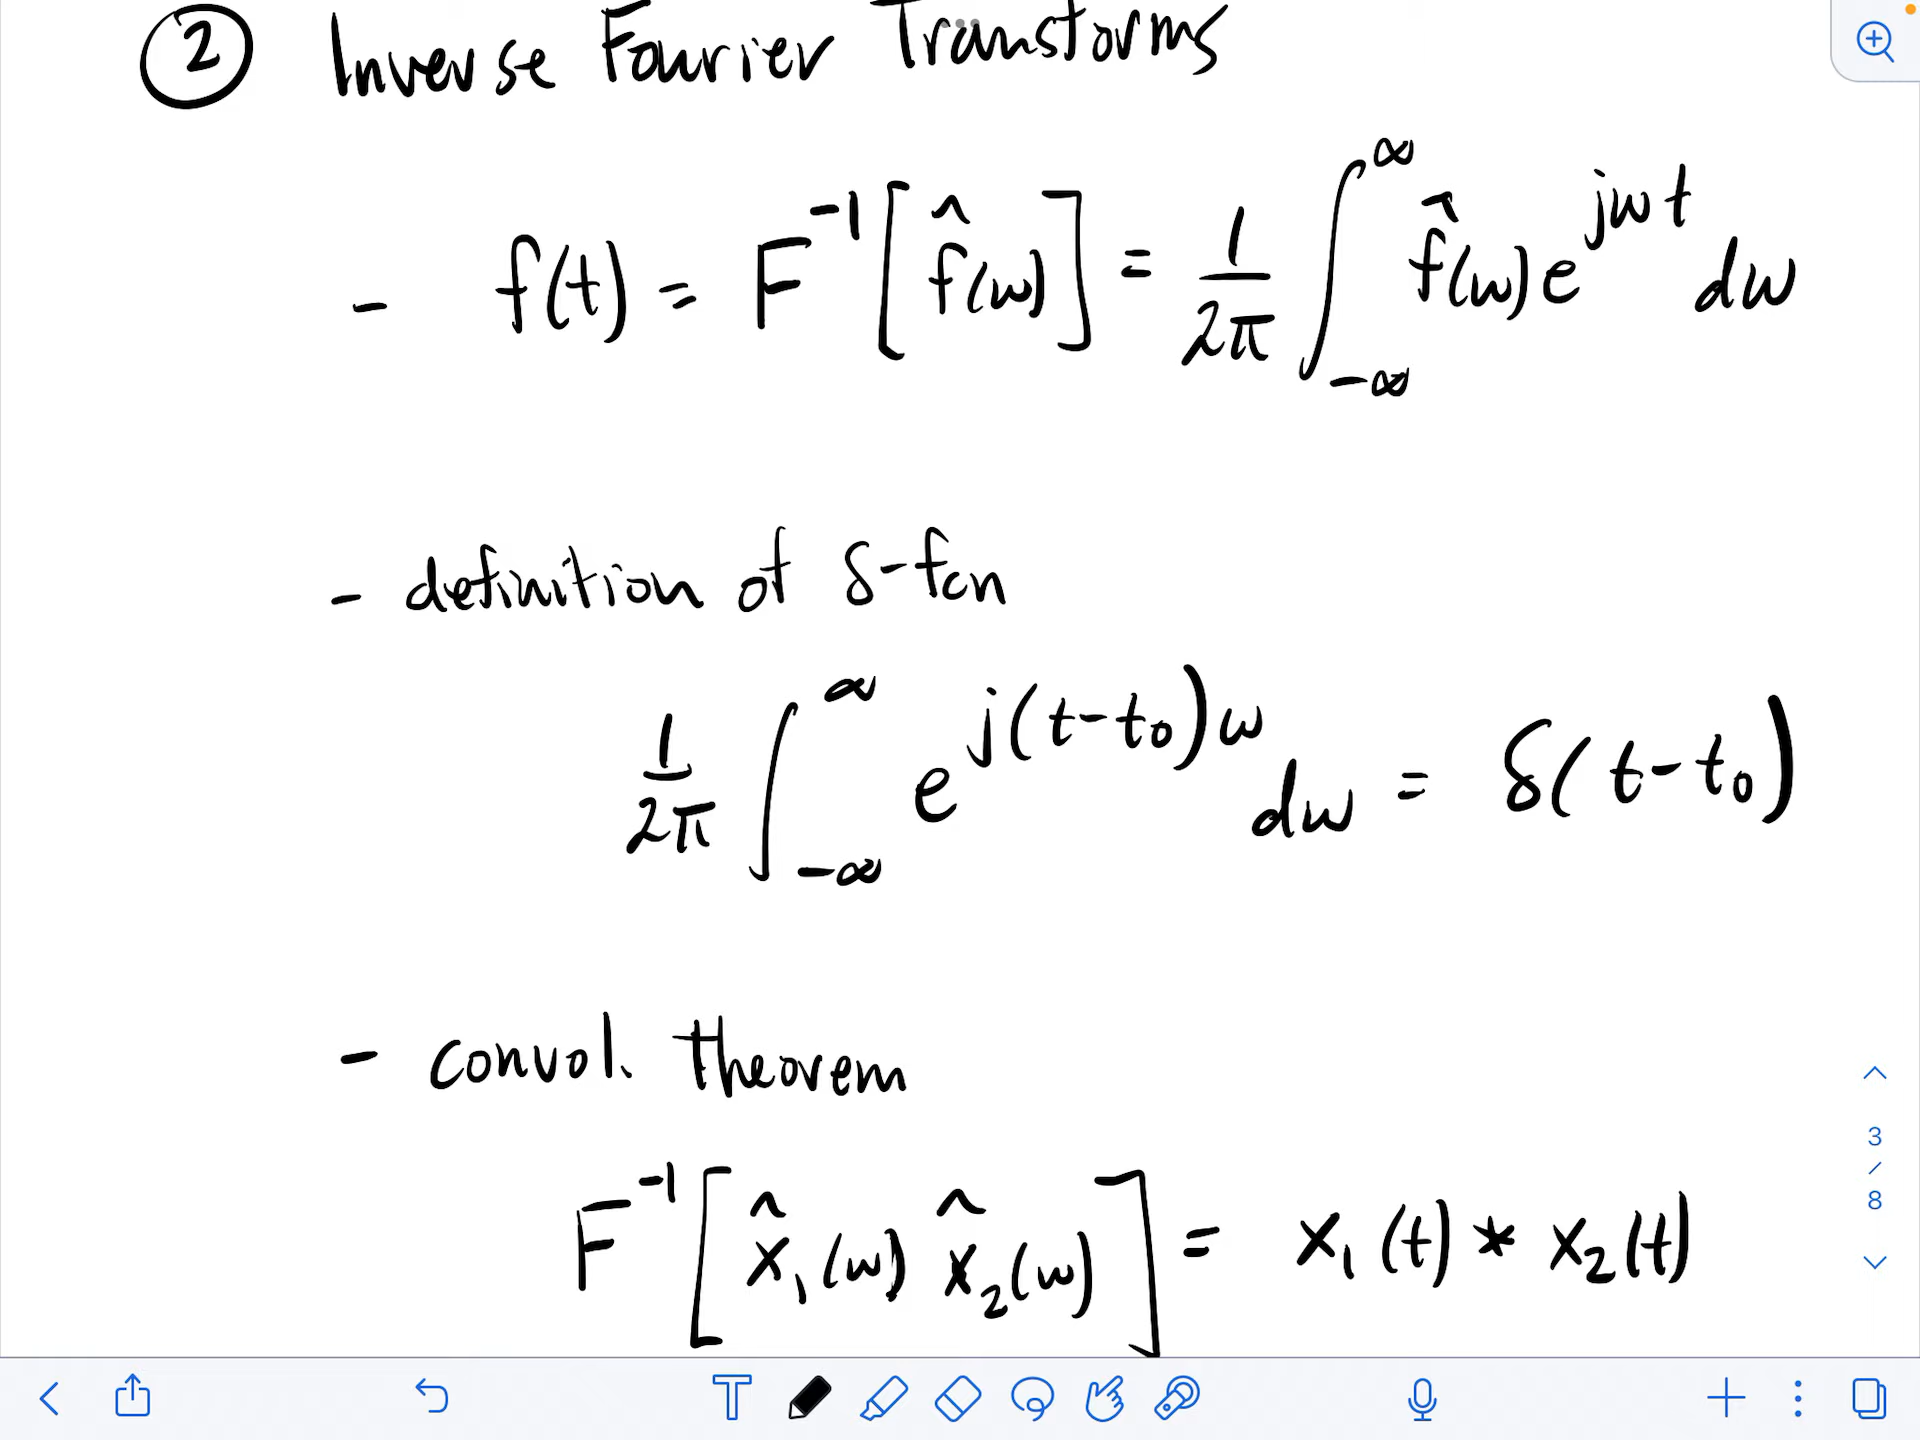 ② Inverse Fourier Transforms
- f(t) = F⁻¹[f̂(ω)] = 1/2π ∫_{-∞}^{∞} f̂(ω) e^{jωt} dω
- definition of δ-fcn
1/2π ∫_{-∞}^{∞} e^{j(t-t₀)ω} dω = δ(t-t₀)
- convol. theorem
F⁻¹[x̂₁(ω) x̂₂(ω)] = x₁(t) * x₂(t)
3
/
8
T